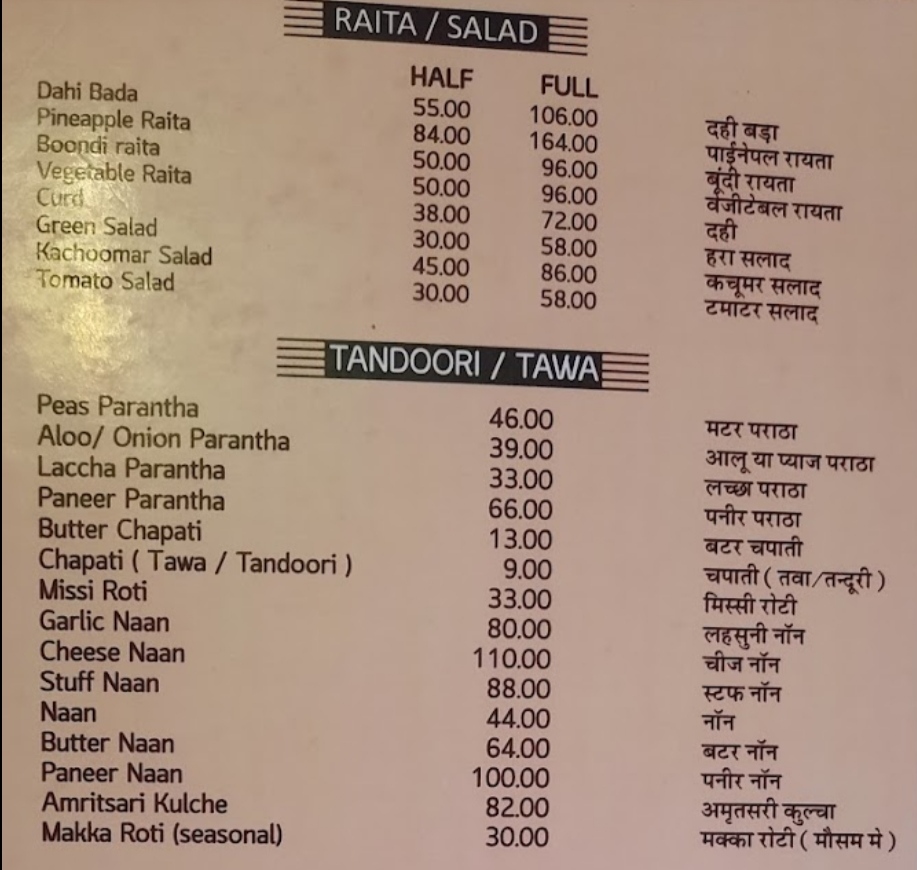 RAITA / SALAD
HALF FULL
Dahi Bada 55.00 106.00 दही बड़ा
Pineapple Raita 84.00 164.00 पाईनेपल रायता
Boondi raita 50.00 96.00 बूंदी रायता
Vegetable Raita 50.00 96.00 वेजीटेबल रायता
Curd 38.00 72.00 दही
Green Salad 30.00 58.00 हरा सलाद
Kachoomar Salad 45.00 86.00 कचूमर सलाद
Tomato Salad 30.00 58.00 टमाटर सलाद
TANDOORI / TAWA
Peas Parantha 46.00 मटर पराठा
Aloo/ Onion Parantha 39.00 आलू या प्याज पराठा
Laccha Parantha 33.00 लच्छा पराठा
Paneer Parantha 66.00 पनीर पराठा
Butter Chapati 13.00 बटर चपाती
Chapati ( Tawa / Tandoori ) 9.00 चपाती ( तवा/तन्दूरी )
Missi Roti 33.00 मिस्सी रोटी
Garlic Naan 80.00 लहसुनी नॉन
Cheese Naan 110.00 चीज नॉन
Stuff Naan 88.00 स्टफ नॉन
Naan 44.00 नॉन
Butter Naan 64.00 बटर नॉन
Paneer Naan 100.00 पनीर नॉन
Amritsari Kulche 82.00 अमृतसरी कुल्चा
Makka Roti (seasonal) 30.00 मक्का रोटी ( मौसम मे )